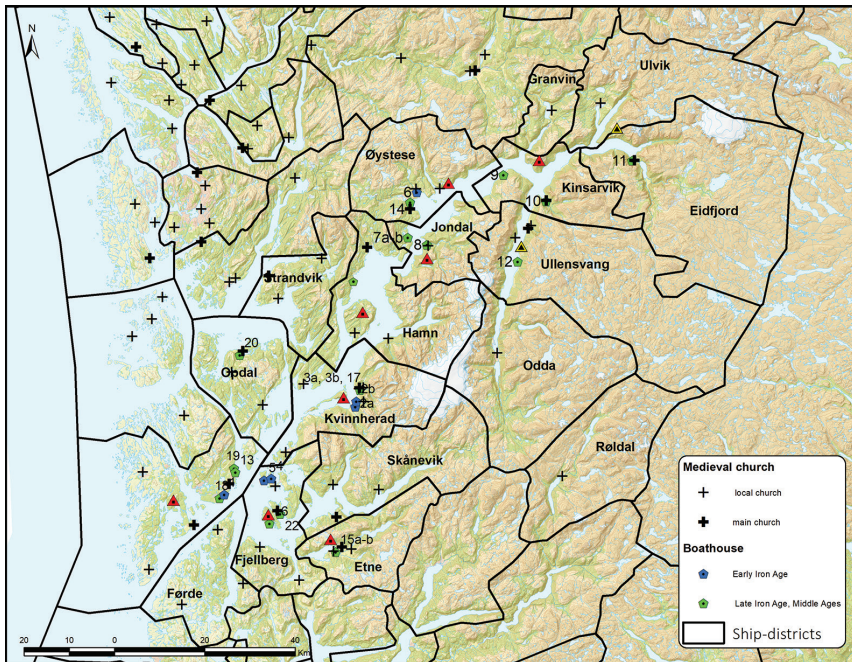 N
Ulvik
Granvin
Øystese
9
11
6
Kinsarvik
10
Eidfjord
14
Jondal
7a-b
8
Ullensvang
12
Strandvik
Hamn
20
Opdal
Odda
3a, 3b, 17
2b
2a
Kvinnherad
Skånevik
Røldal
19
13
54
18
16
22
15a-b
Fjellberg
Etne
Førde
Medieval church
local church
main church
Boathouse
Early Iron Age
Late Iron Age, Middle Ages
Ship-districts
20 10 0 20 40
Km